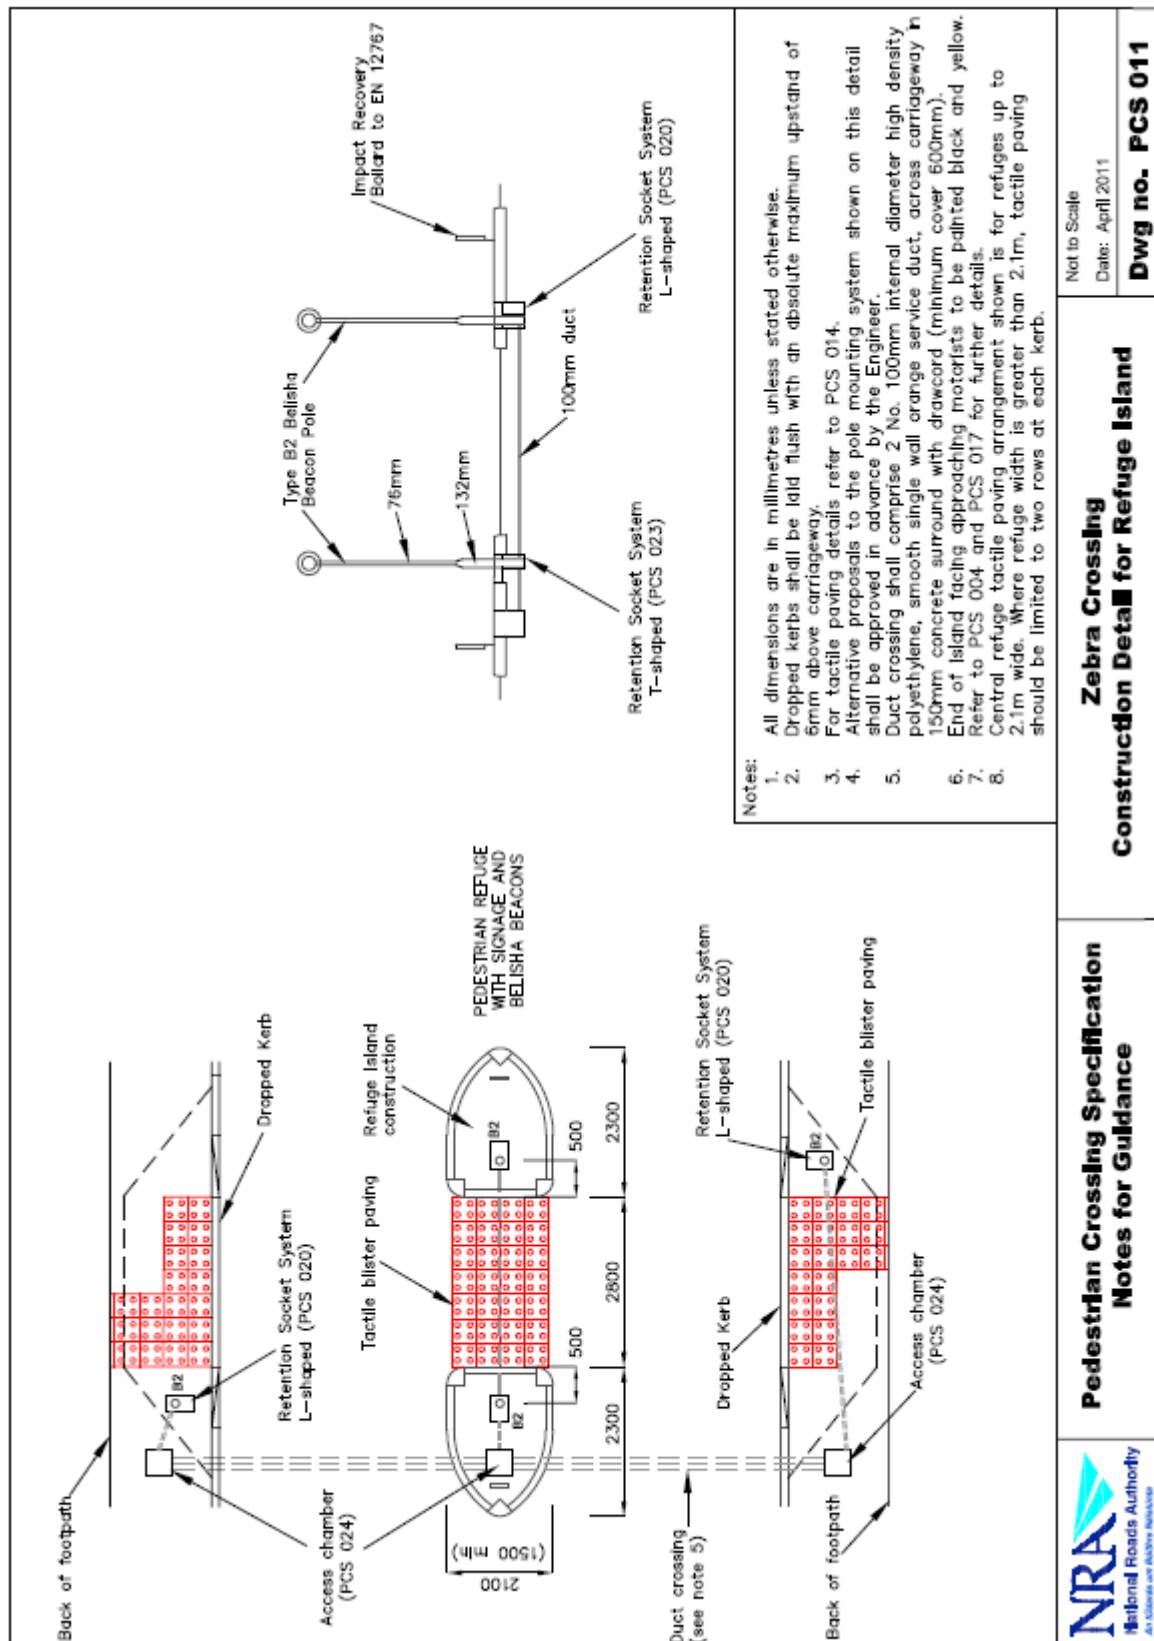 Back of footpath
Dropped Kerb
B2
Retention Socket System
L-shaped (PCS 020)
Access chamber
(PCS 024)
Tactile blister paving
Refuge Island
construction
PEDESTRIAN REFUGE
WITH SIGNAGE AND
BELISHA BEACONS
B2
B2
500
500
2300
2800
2300
2100
(1500 min)
Duct crossing
(see note 5)
Dropped Kerb
Retention Socket System
L-shaped (PCS 020)
B2
Tactile blister paving
Access chamber
(PCS 024)
Back of footpath
Type B2 Belisha
Beacon Pole
Impact Recovery
Bollard to EN 12767
76mm
132mm
100mm duct
Retention Socket System
T-shaped (PCS 023)
Retention Socket System
L-shaped (PCS 020)
Notes:
1. All dimensions are in millimetres unless stated otherwise.
2. Dropped kerbs shall be laid flush with an absolute maximum upstand of
6mm above carriageway.
3. For tactile paving details refer to PCS 014.
4. Alternative proposals to the pole mounting system shown on this detail
shall be approved in advance by the Engineer.
5. Duct crossing shall comprise 2 No. 100mm internal diameter high density
polyethylene, smooth single wall orange service duct, across carriageway in
150mm concrete surround with drawcord (minimum cover 600mm).
6. End of Island facing approaching motorists to be painted black and yellow.
7. Refer to PCS 004 and PCS 017 for further details.
8. Central refuge tactile paving arrangement shown is for refuges up to
2.1m wide. Where refuge width is greater than 2.1m, tactile paving
should be limited to two rows at each kerb.
NRA
National Roads Authority
Pedestrian Crossing Specification
Notes for Guidance
Zebra Crossing
Construction Detail for Refuge Island
Not to Scale
Date: April 2011
Dwg no. PCS 011